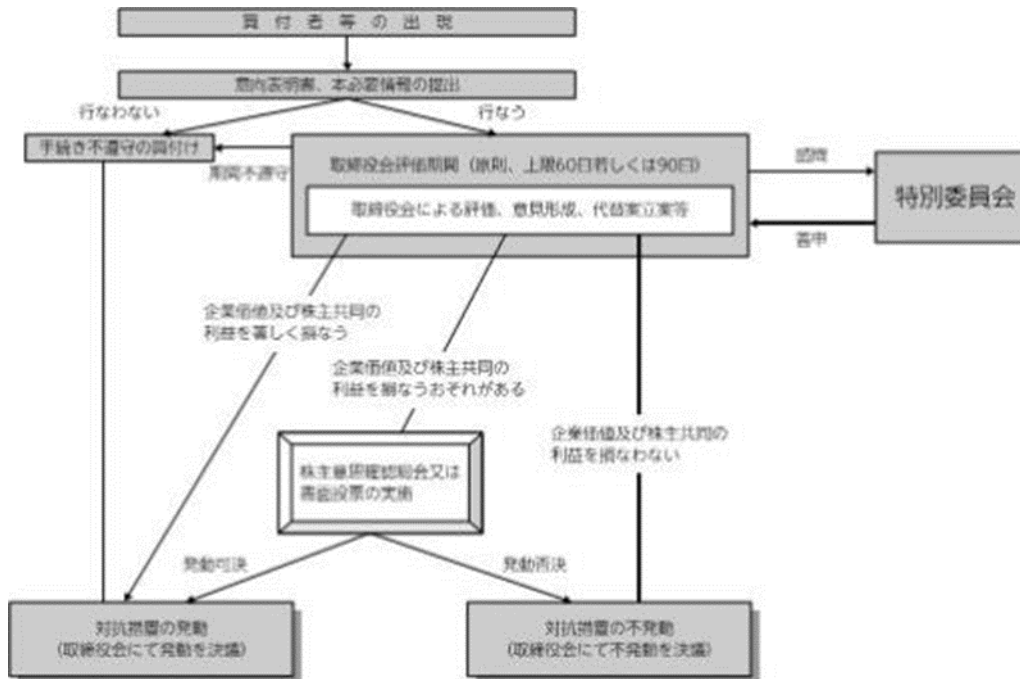 買付者等の出現
意向表明書、本必要情報の提出
行なわない
行なう
手続き不遵守の買付け
期間不遵守
取締役会評価期間（原則、上限60日若しくは90日）
諮問
特別委員会
取締役会による評価、意見形成、代替案立案等
答申
企業価値及び株主共同の
利益を著しく損なう
企業価値及び株主共同の
利益を損なうおそれがある
企業価値及び株主共同の
利益を損なわない
株主意思確認総会又は
書面投票の実施
発動可決
発動否決
対抗措置の発動
（取締役会にて発動を決議）
対抗措置の不発動
（取締役会にて不発動を決議）